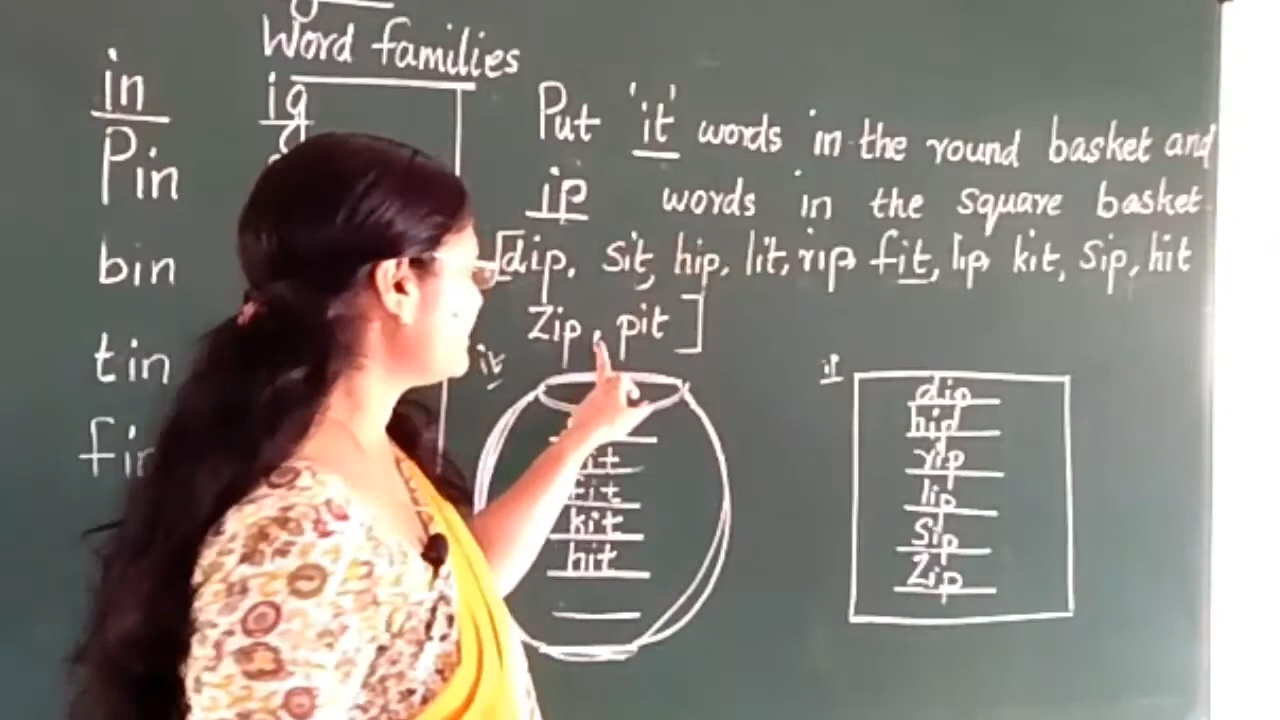 Word families
in
ig
Pin
bin
tin
Put 'it' words in the round basket and
ip words in the square basket.
[dip, sit, hip, lit, rip, fit, lip, kit, Sip, hit
Zip, pit]
it
fit
kit
hit
ip
dip
hip
rip
lip
Sip
Zip